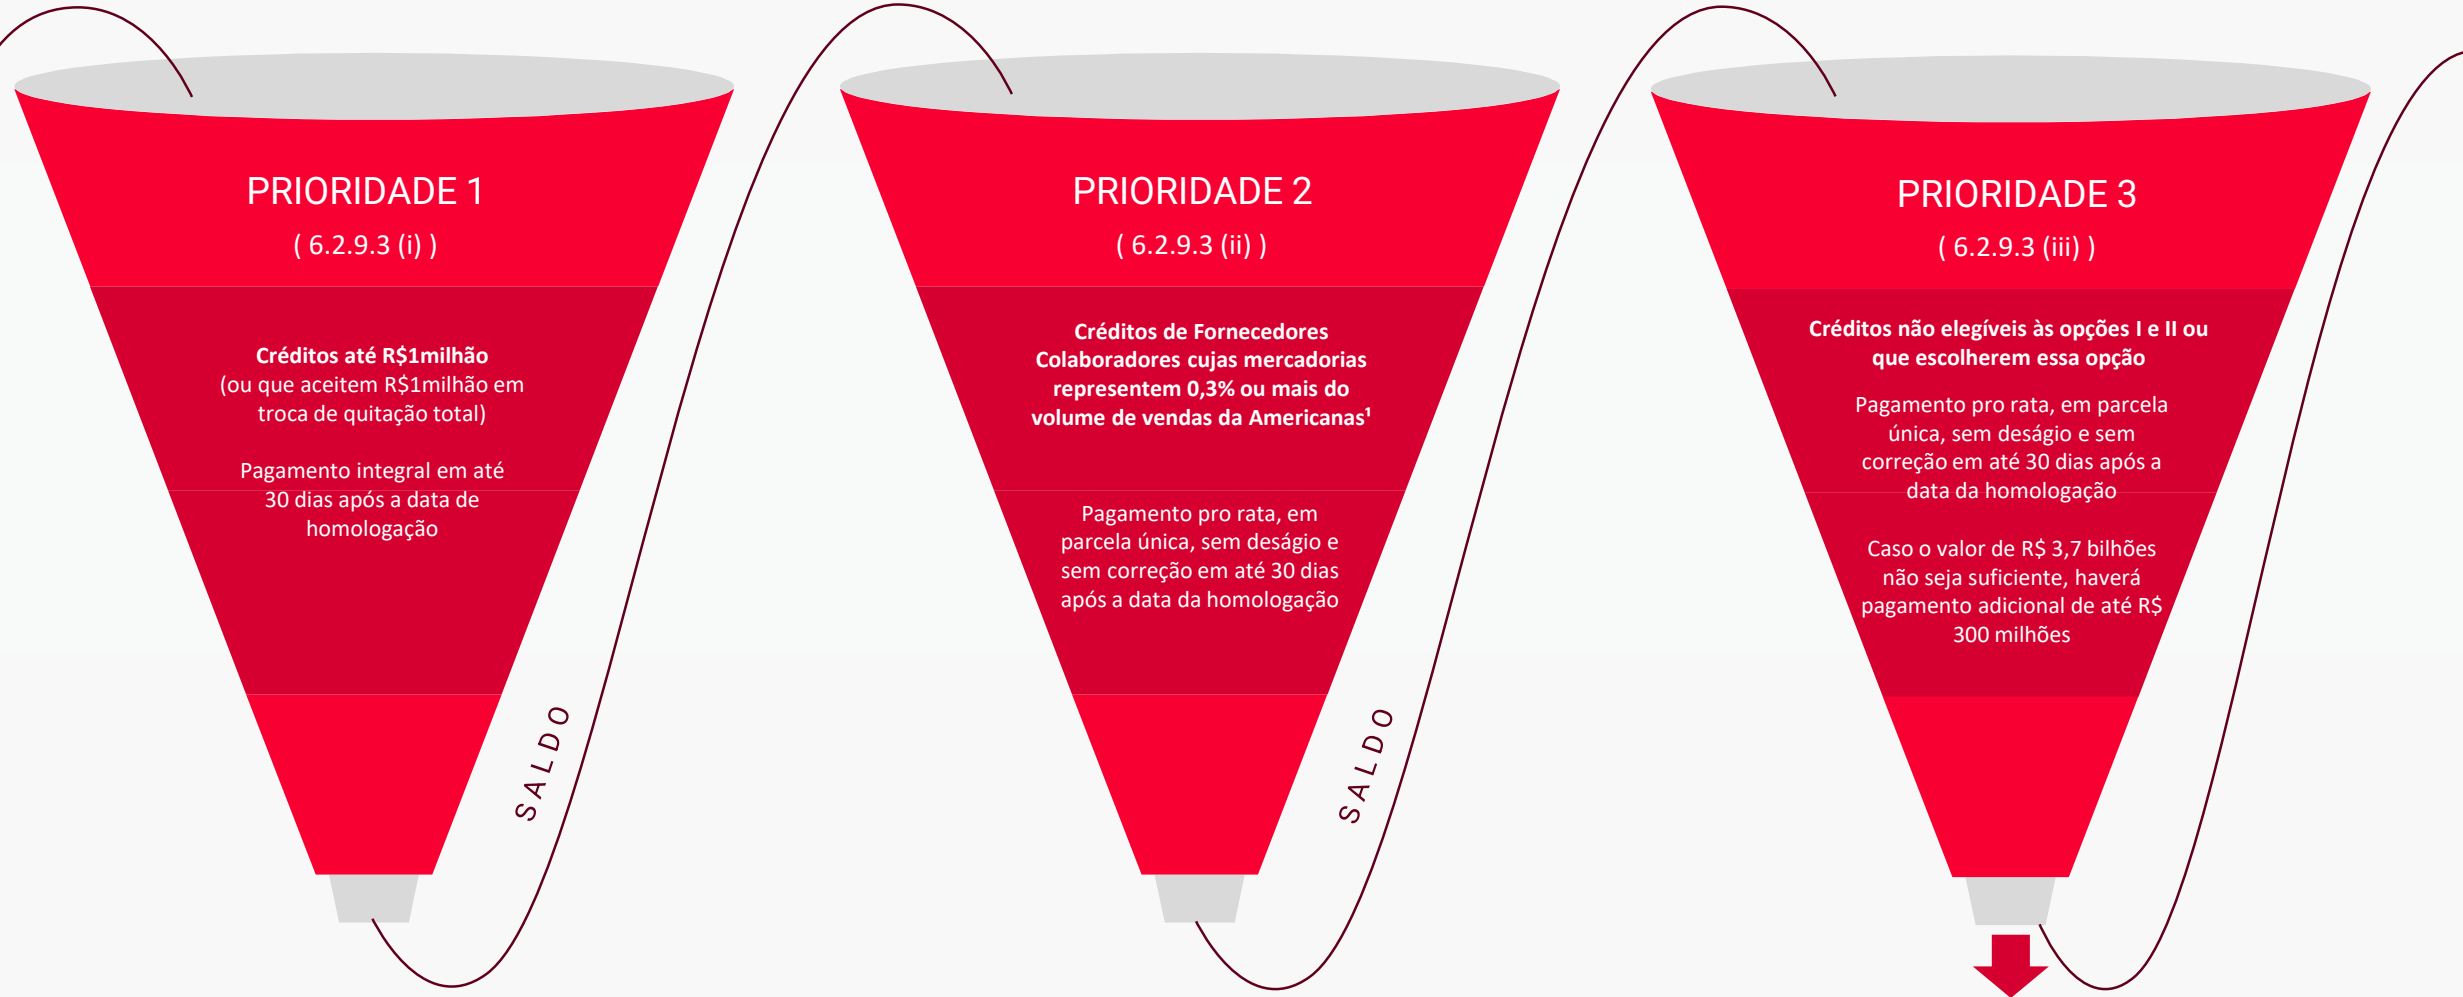 PRIORIDADE 1
( 6.2.9.3 (i) )
Créditos até R$1milhão
(ou que aceitem R$1milhão em
troca de quitação total)
Pagamento integral em até
30 dias após a data de
homologação
SALDO
PRIORIDADE 2
( 6.2.9.3 (ii) )
Créditos de Fornecedores
Colaboradores cujas mercadorias
representem 0,3% ou mais do
volume de vendas da Americanas¹
Pagamento pro rata, em
parcela única, sem deságio e
sem correção em até 30 dias
após a data da homologação
SALDO
PRIORIDADE 3
( 6.2.9.3 (iii) )
Créditos não elegíveis às opções I e II ou
que escolherem essa opção
Pagamento pro rata, em parcela
única, sem deságio e sem
correção em até 30 dias após a
data da homologação
Caso o valor de R$ 3,7 bilhões
não seja suficiente, haverá
pagamento adicional de até R$
300 milhões